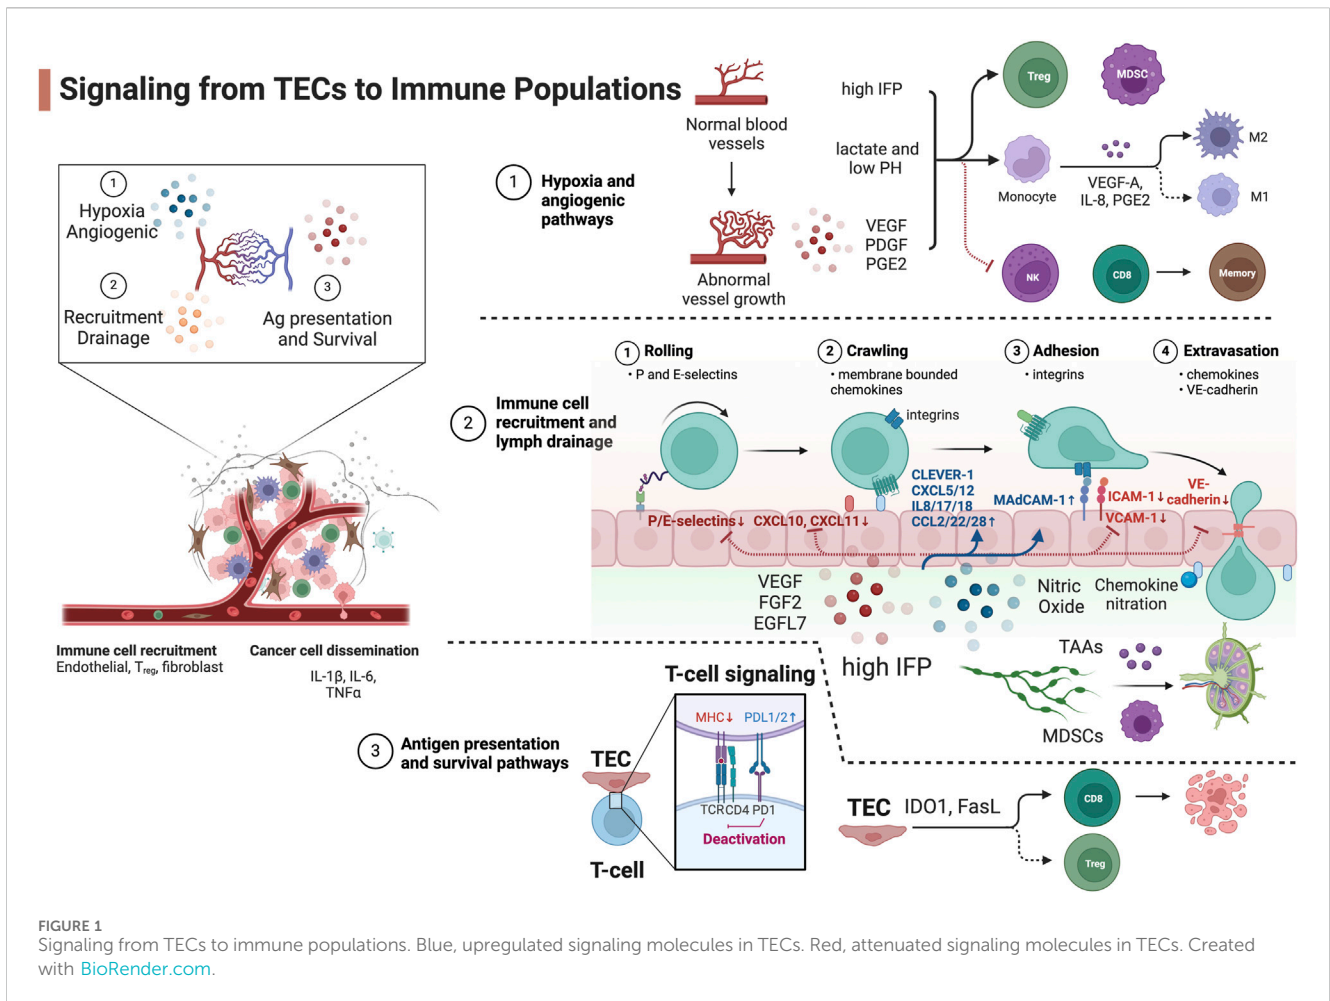 Signaling from TECs to Immune Populations
1
Hypoxia
Angiogenic
2
Recruitment
Drainage
3
Ag presentation
and Survival
Immune cell recruitment
Endothelial, Treg, fibroblast
Cancer cell dissemination
IL-1β, IL-6,
TNFα
1
Hypoxia and
angiogenic
pathways
Normal blood
vessels
Abnormal
vessel growth
high IFP
lactate and
low PH
VEGF
PDGF
PGE2
Treg
MDSC
Monocyte
VEGF-A,
IL-8, PGE2
M2
M1
NK
CD8
Memory
2
Immune cell
recruitment and
lymph drainage
1 Rolling
• P and E-selectins
2 Crawling
• membrane bounded
chemokines
3 Adhesion
• integrins
4 Extravasation
• chemokines
• VE-cadherin
integrins
P/E-selectins↓
CXCL10, CXCL11↓
CLEVER-1
CXCL5/12
IL8/17/18
CCL2/22/28↑
MAdCAM-1↑
ICAM-1↓
VCAM-1↓
VE-
cadherin↓
VEGF
FGF2
EGFL7
Nitric
Oxide
Chemokine
nitration
high IFP
TAAs
MDSCs
3
Antigen presentation
and survival pathways
TEC
T-cell
T-cell signaling
MHC↓ PDL1/2↑
TCR CD4 PD1
Deactivation
TEC IDO1, FasL
CD8
Treg
FIGURE 1
Signaling from TECs to immune populations. Blue, upregulated signaling molecules in TECs. Red, attenuated signaling molecules in TECs. Created
with BioRender.com.